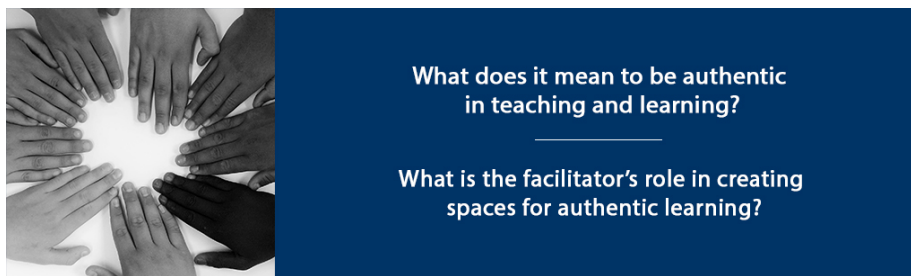 What does it mean to be authentic
in teaching and learning?
What is the facilitator’s role in creating
spaces for authentic learning?